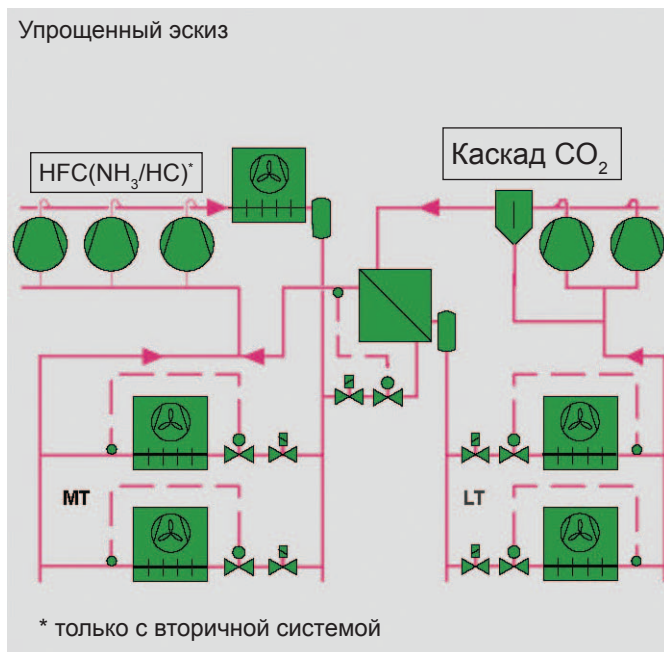 Упрощенный эскиз
HFC(NH₃/HC)*
Каскад CO₂
MT
LT
* только с вторичной системой